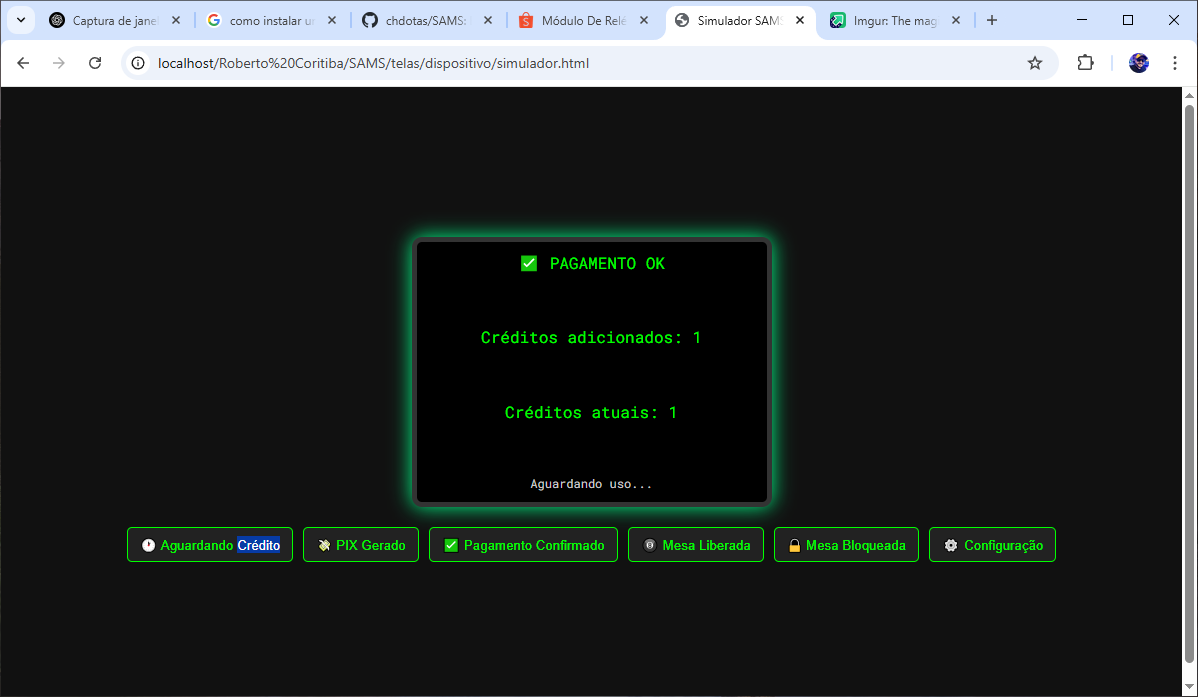 Captura de jane
como instalar ur
chdotas/SAMS:
Módulo De Relé
Simulador SAMS
Imgur: The mag
localhost/Roberto%20Coritiba/SAMS/telas/dispositivo/simulador.html
✅ PAGAMENTO OK
Créditos adicionados: 1
Créditos atuais: 1
Aguardando uso...
Aguardando Crédito
PIX Gerado
Pagamento Confirmado
Mesa Liberada
Mesa Bloqueada
Configuração